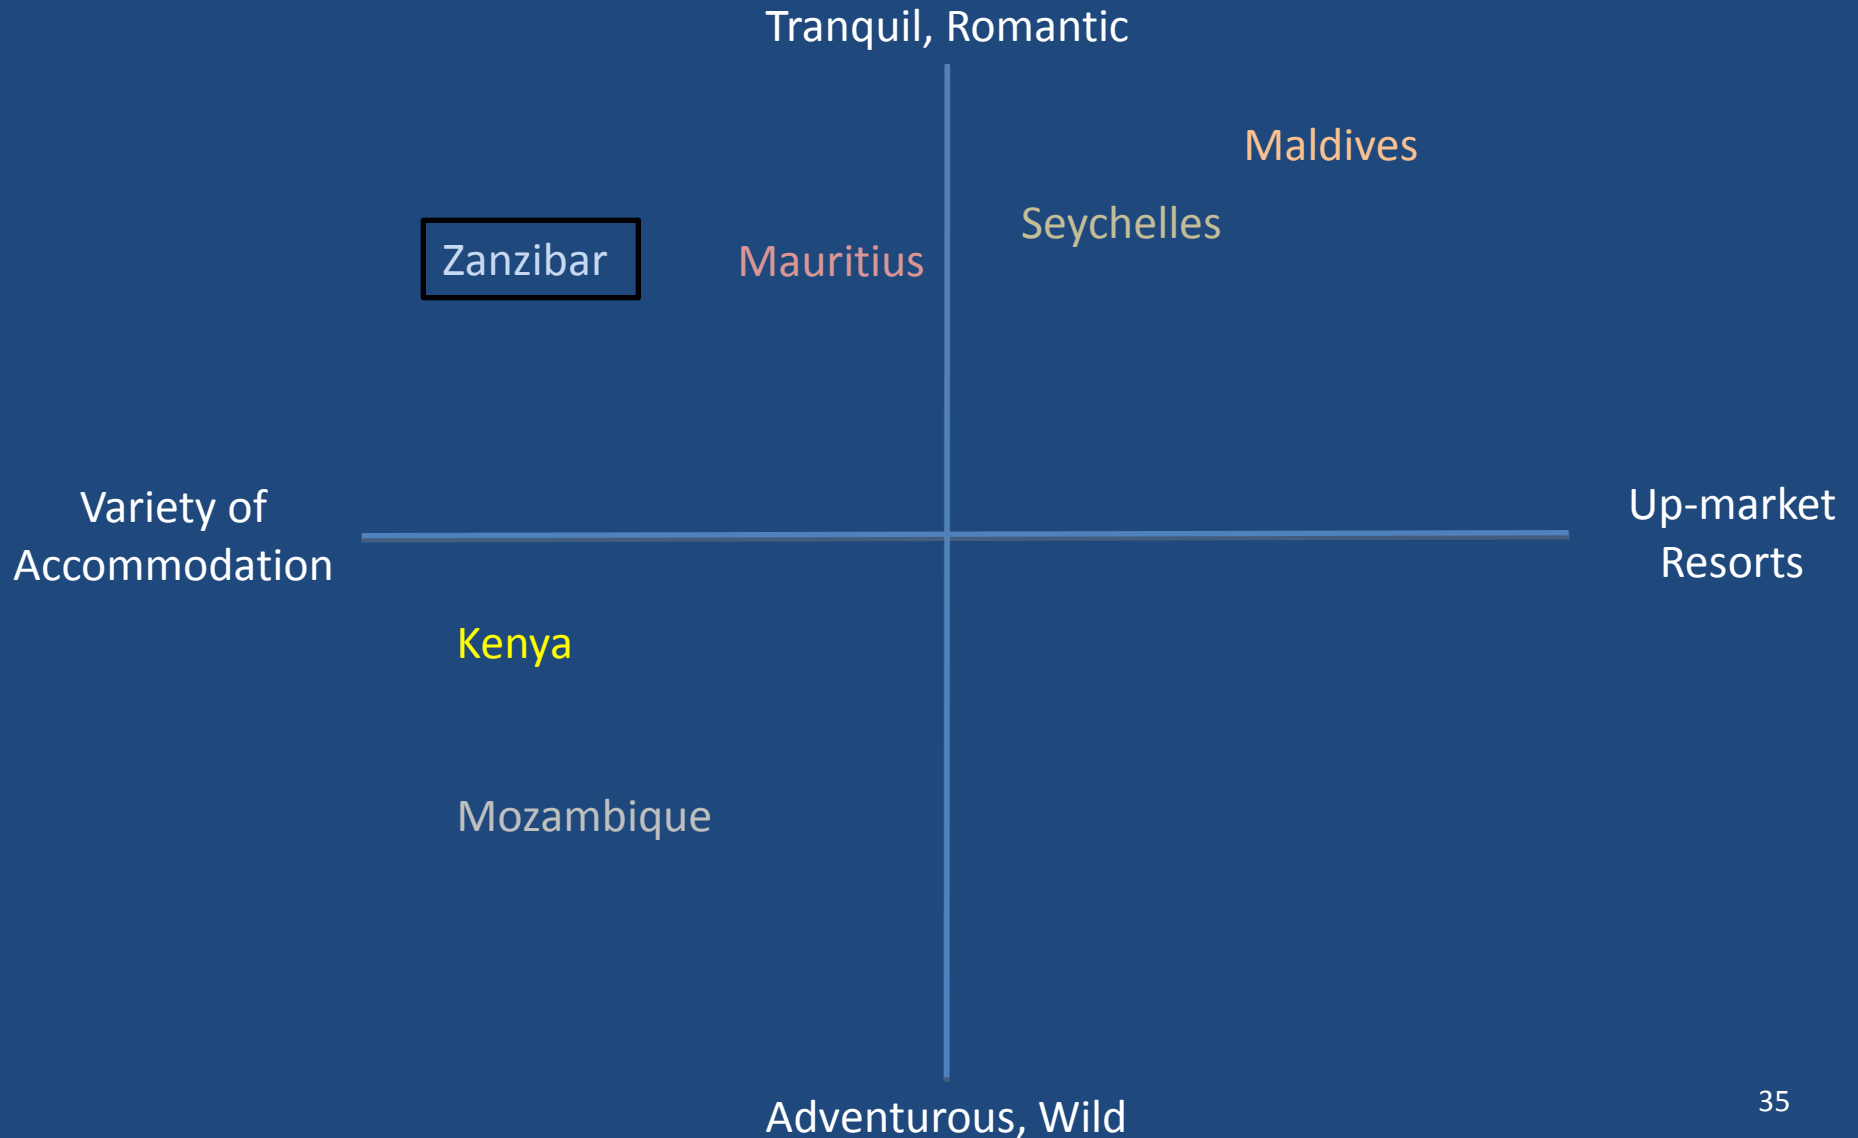 Tranquil, Romantic
Maldives
Seychelles
Zanzibar
Mauritius
Variety of
Accommodation
Up-market
Resorts
Kenya
Mozambique
Adventurous, Wild
35